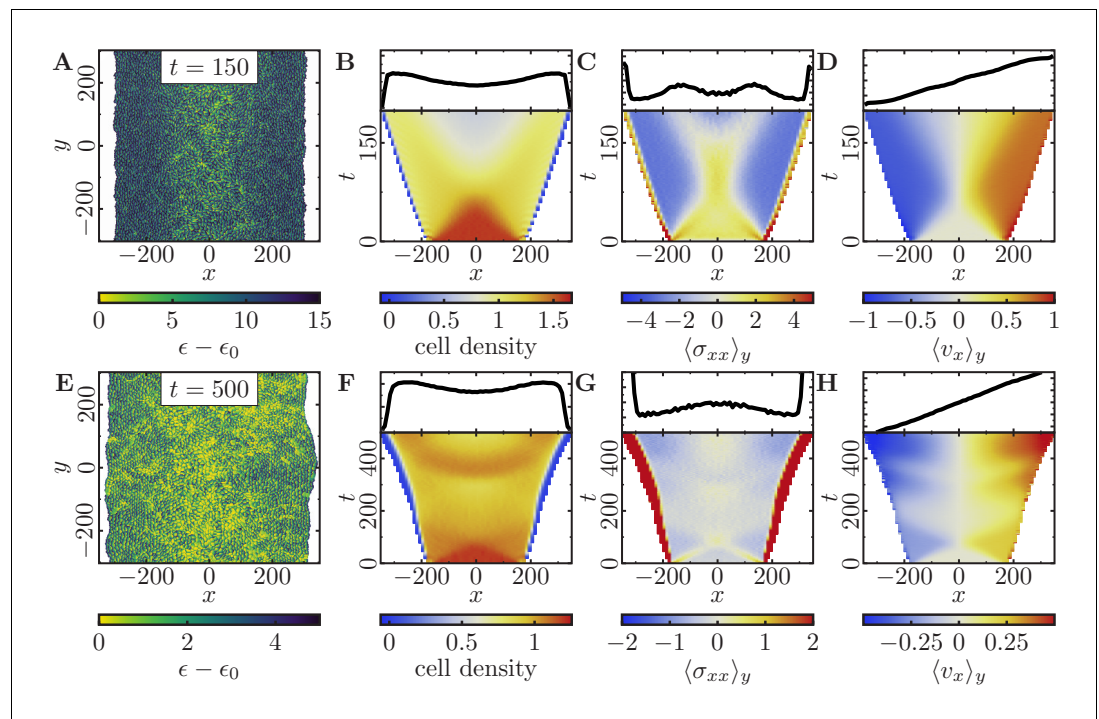 A
t = 150
200
0
−200
y
−200 0 200
x
0 5 10 15
ϵ − ϵ₀
B
150
0
t
−200 0 200
x
0 0.5 1 1.5
cell density
C
150
0
t
−200 0 200
x
−4 −2 0 2 4
⟨σₓₓ⟩ᵧ
D
150
0
t
−200 0 200
x
−1 −0.5 0 0.5 1
⟨vₓ⟩ᵧ
E
t = 500
200
0
−200
y
−200 0 200
x
0 2 4
ϵ − ϵ₀
F
400
200
0
t
−200 0 200
x
0 0.5 1
cell density
G
400
200
0
t
−200 0 200
x
−2 −1 0 1 2
⟨σₓₓ⟩ᵧ
H
400
200
0
t
−200 0 200
x
−0.25 0 0.25
⟨vₓ⟩ᵧ